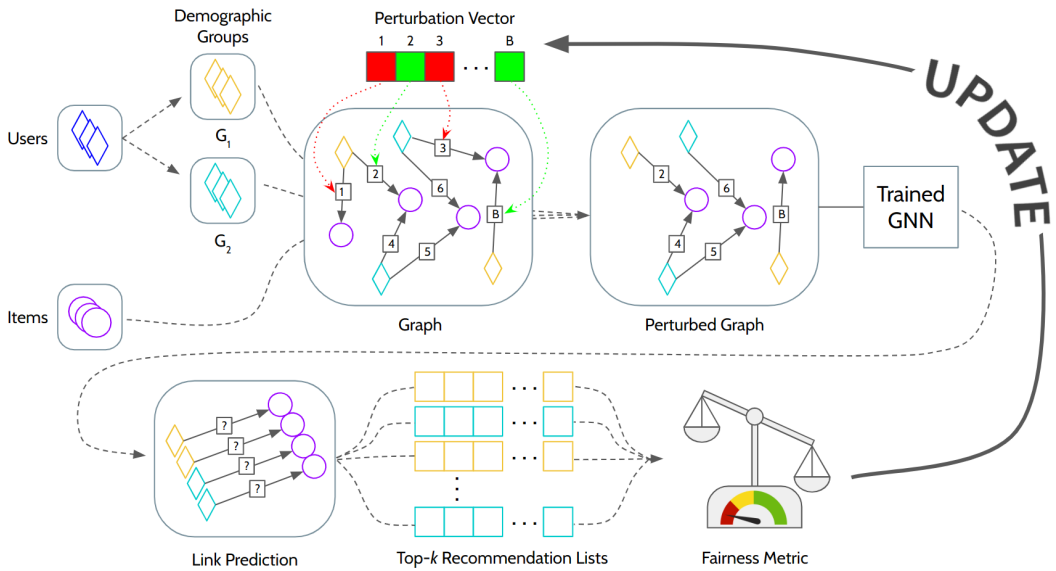 Demographic
Groups
Perturbation Vector
1 2 3 B
...
UPDATE
Users
G1
G2
Items
1
2
3
6
B
4
5
Graph
2
6
B
4
5
Perturbed Graph
Trained
GNN
?
?
?
?
Link Prediction
...
...
...
...
Top-k Recommendation Lists
Fairness Metric